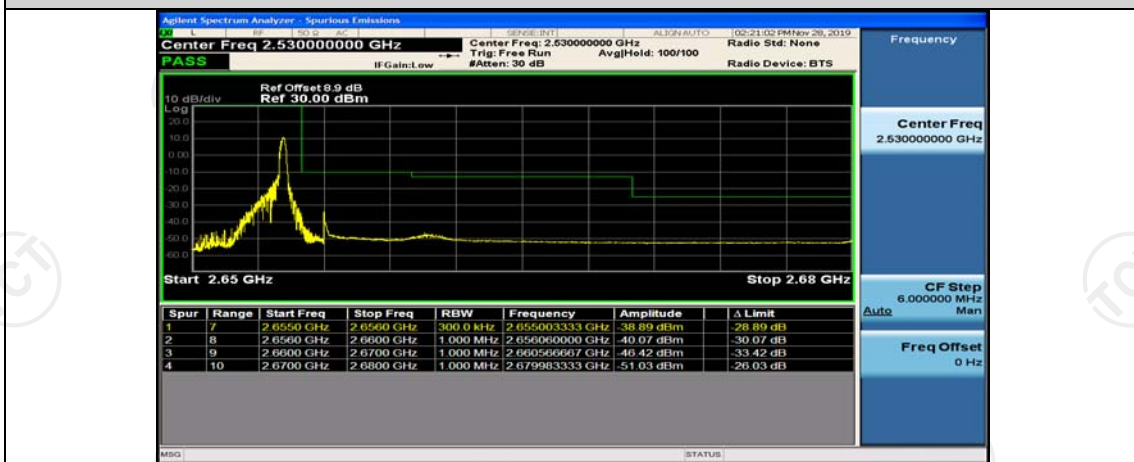 Agilent Spectrum Analyzer - Spurious Emissions
L RF 50 Ω AC SENSE:INT ALIGN AUTO 02:21:02 PM Nov 28, 2019
Center Freq 2.530000000 GHz
Center Freq: 2.530000000 GHz
Radio Std: None
Trig: Free Run Avg|Hold: 100/100
PASS
IFGain:Low
#Atten: 30 dB
Radio Device: BTS
Frequency
Ref Offset 8.9 dB
10 dB/div Ref 30.00 dBm
Log
20.0
10.0
0.00
-10.0
-20.0
-30.0
-40.0
-50.0
-60.0
Start 2.65 GHz Stop 2.68 GHz
Center Freq
2.530000000 GHz
CF Step
6.000000 MHz
Auto Man
Freq Offset
0 Hz
Spur Range Start Freq Stop Freq RBW Frequency Amplitude Δ Limit
1 7 2.6550 GHz 2.6560 GHz 300.0 kHz 2.655003333 GHz -38.89 dBm -28.89 dB
2 8 2.6560 GHz 2.6600 GHz 1.000 MHz 2.656060000 GHz -40.07 dBm -30.07 dB
3 9 2.6600 GHz 2.6700 GHz 1.000 MHz 2.660566667 GHz -46.42 dBm -33.42 dB
4 10 2.6700 GHz 2.6800 GHz 1.000 MHz 2.679983333 GHz -51.03 dBm -26.03 dB
MSG STATUS